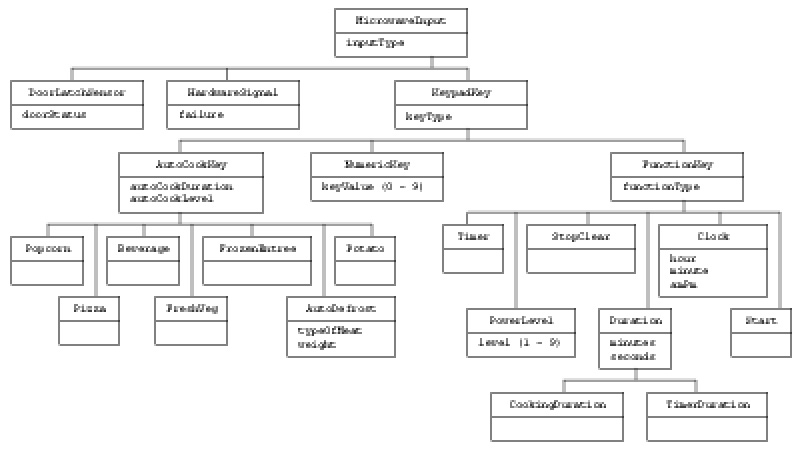 MicrowaveInput
inputType
DoorLatchSensor
doorStatus
HardwareSignal
failure
KeypadKey
keyType
AutoCookKey
autoCookDuration
autoCookLevel
NumericKey
keyValue (0 - 9)
FunctionKey
functionType
Popcorn
Beverage
FrozenEntree
Potato
Timer
StopClear
Clock
hour
minute
amPm
Pizza
FreshVeg
AutoDefrost
typeOfMeat
weight
PowerLevel
level (1 - 9)
Duration
minutes
seconds
Start
CookingDuration
TimerDuration